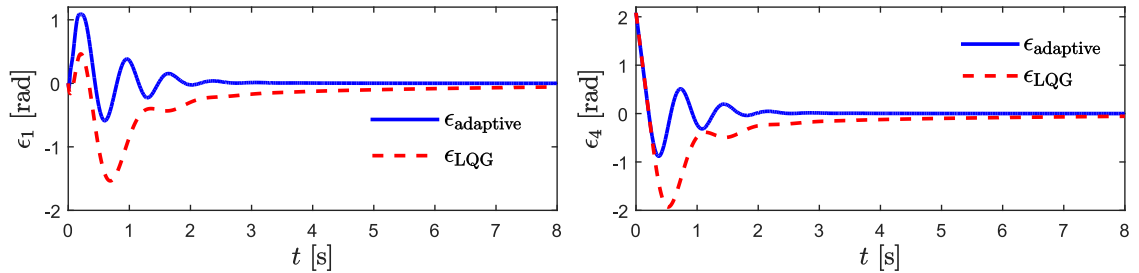 1
0
-1
-2
ϵ₁ [rad]
ϵadaptive
ϵLQG
0 1 2 3 4 5 6 7 8
t [s]
2
1
0
-1
-2
ϵ₄ [rad]
ϵadaptive
ϵLQG
0 1 2 3 4 5 6 7 8
t [s]